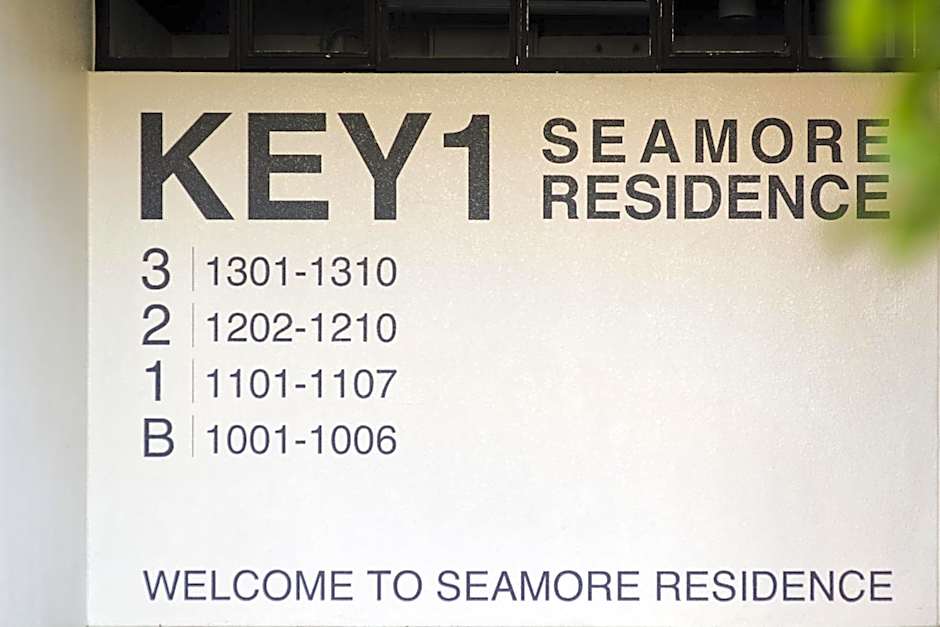 KEY1 SEAMORE
RESIDENCE
3 1301-1310
2 1202-1210
1 1101-1107
B 1001-1006
WELCOME TO SEAMORE RESIDENCE